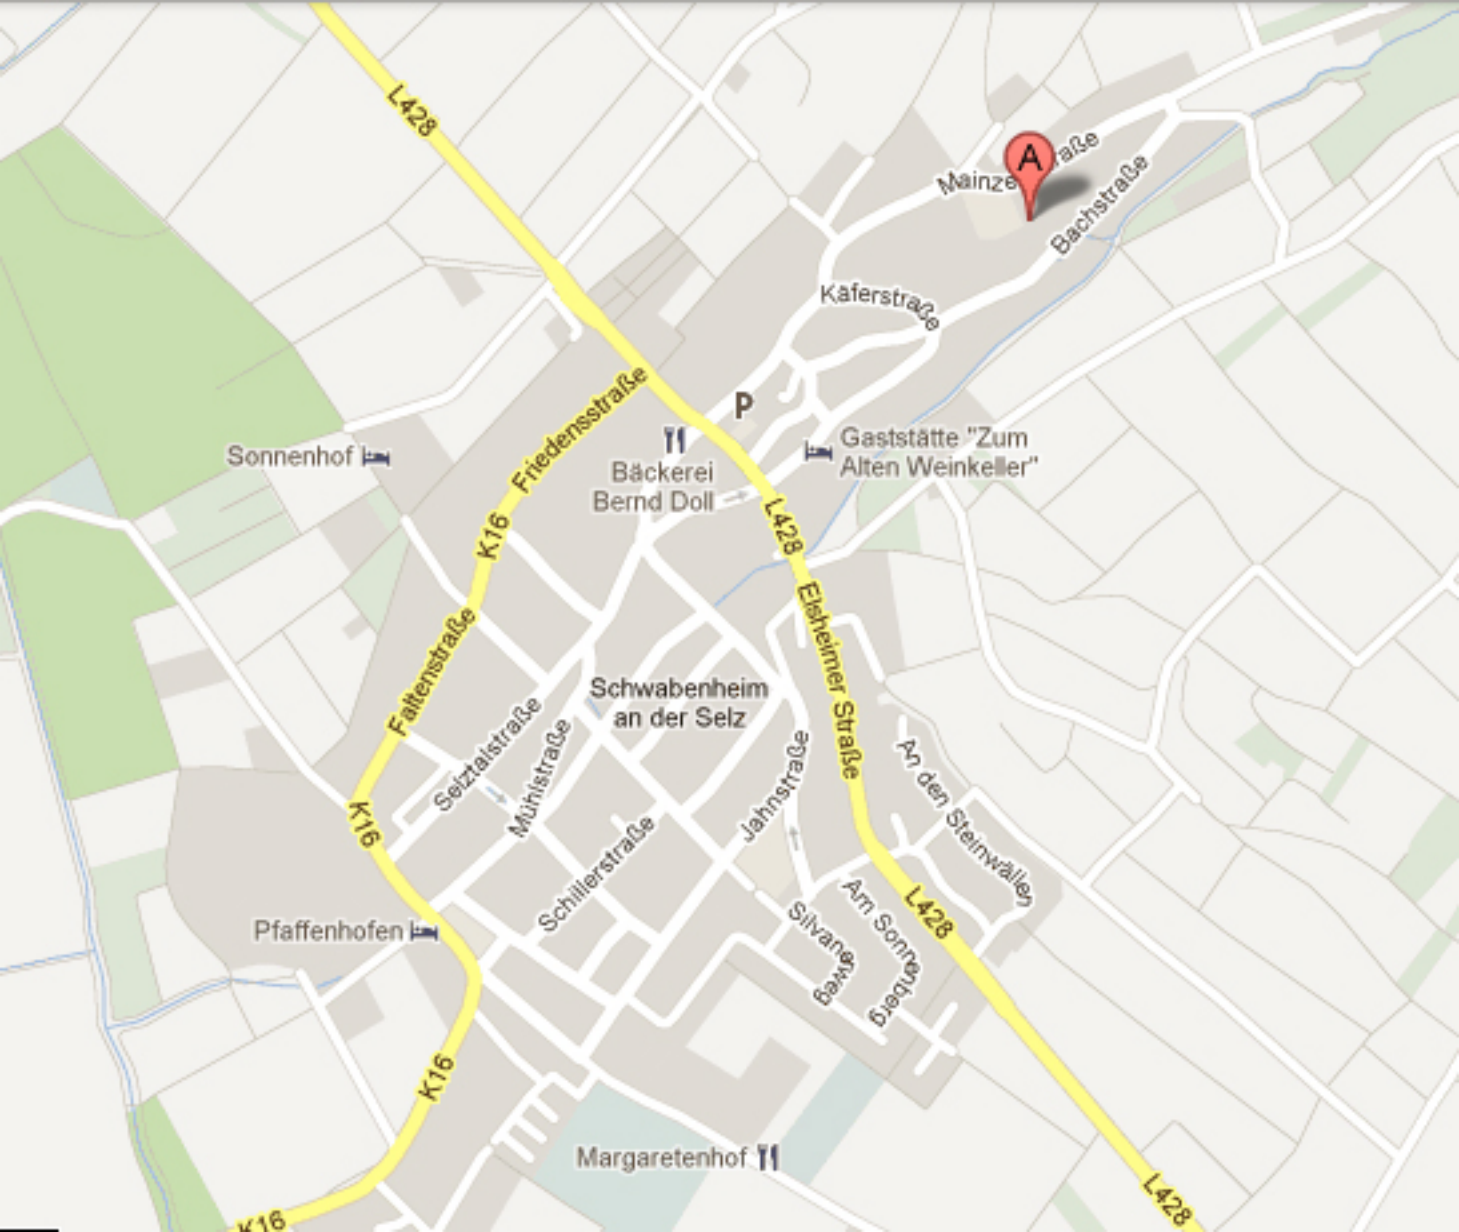 L428
Mainze
raße
A
Bachstraße
Käferstraße
Friedensstraße
P
Sonnenhof
Bäckerei
Bernd Doll
Gaststätte "Zum
Alten Weinkeller"
K16
L428
Elsheimer Straße
Faltenstraße
Schwabenheim
an der Selz
Selztalstraße
Mühlstraße
Jahnstraße
An den Steinwällen
K16
Schillerstraße
Am Sonnenberg
Silvanerweg
L428
Pfaffenhofen
K16
Margaretenhof
L428
K16